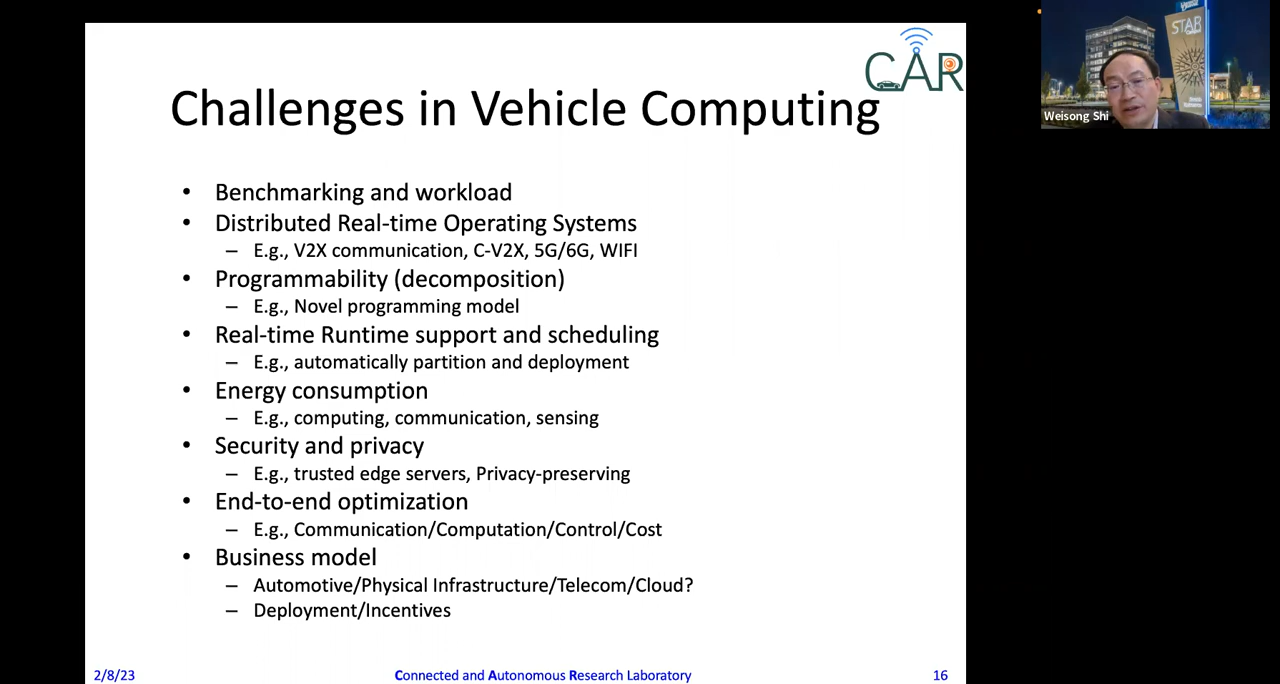 CAR
STAR
Weisong Shi
Challenges in Vehicle Computing
• Benchmarking and workload
• Distributed Real-time Operating Systems
– E.g., V2X communication, C-V2X, 5G/6G, WIFI
• Programmability (decomposition)
– E.g., Novel programming model
• Real-time Runtime support and scheduling
– E.g., automatically partition and deployment
• Energy consumption
– E.g., computing, communication, sensing
• Security and privacy
– E.g., trusted edge servers, Privacy-preserving
• End-to-end optimization
– E.g., Communication/Computation/Control/Cost
• Business model
– Automotive/Physical Infrastructure/Telecom/Cloud?
– Deployment/Incentives
2/8/23
Connected and Autonomous Research Laboratory
16